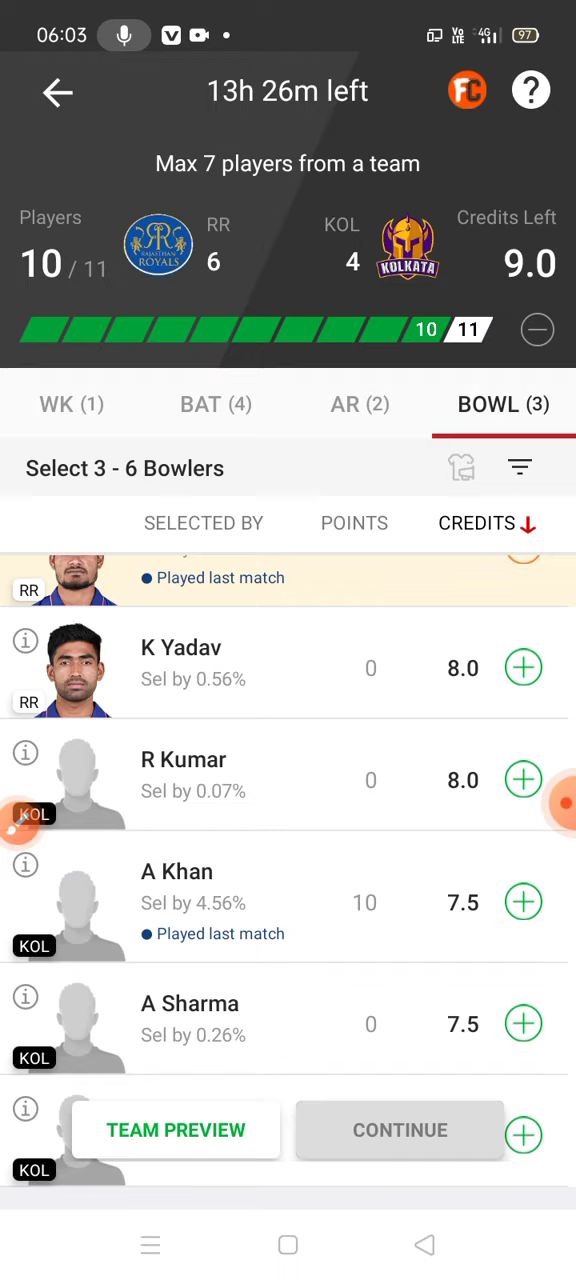 06:03
97
13h 26m left
FC
Max 7 players from a team
Players
RR
KOL
Credits Left
10 / 11
6
4
9.0
RAJASTHAN
ROYALS
KOLKATA
10
11
WK (1)
BAT (4)
AR (2)
BOWL (3)
Select 3 - 6 Bowlers
SELECTED BY
POINTS
CREDITS
Played last match
RR
K Yadav
Sel by 0.56%
0
8.0
RR
R Kumar
Sel by 0.07%
0
8.0
KOL
A Khan
Sel by 4.56%
10
7.5
Played last match
KOL
A Sharma
Sel by 0.26%
0
7.5
KOL
TEAM PREVIEW
CONTINUE
KOL